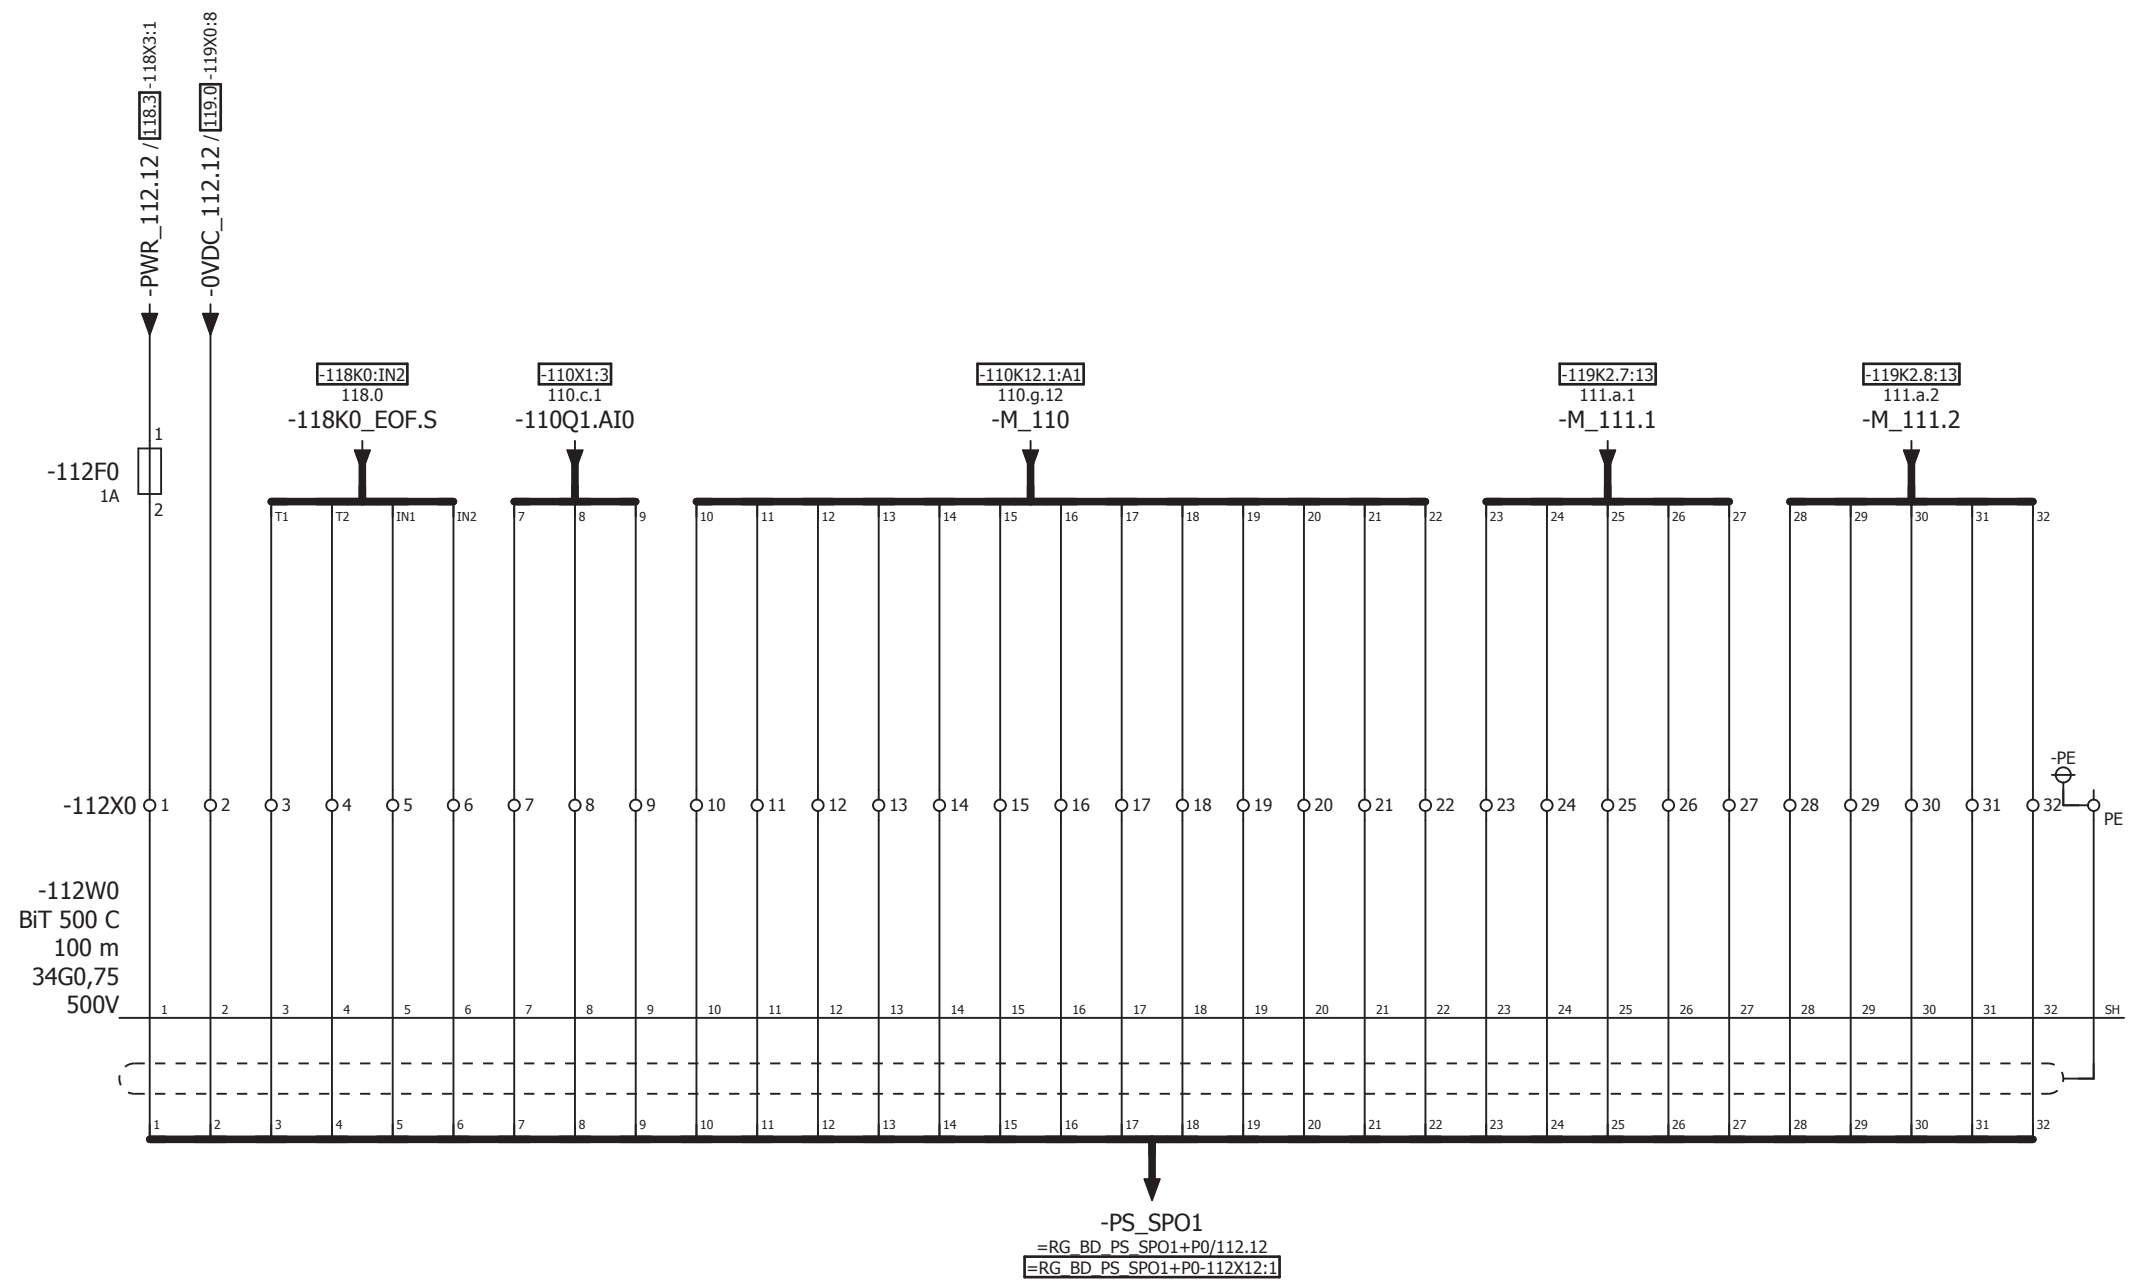 -PWR_112.12 / 118.3 -118X3:1
-0VDC_112.12 / 119.0 -119X0:8
-118K0:IN2
118.0
-118K0_EOF.S
-110X1:3
110.c.1
-110Q1.AI0
-110K12.1:A1
110.g.12
-M_110
-119K2.7:13
111.a.1
-M_111.1
-119K2.8:13
111.a.2
-M_111.2
1
-112F0
1A
2
T1 T2 IN1 IN2 7 8 9 10 11 12 13 14 15 16 17 18 19 20 21 22 23 24 25 26 27 28 29 30 31 32
-PE
-112X0 1 2 3 4 5 6 7 8 9 10 11 12 13 14 15 16 17 18 19 20 21 22 23 24 25 26 27 28 29 30 31 32
PE
-112W0
BiT 500 C
100 m
34G0,75
500V
1 2 3 4 5 6 7 8 9 10 11 12 13 14 15 16 17 18 19 20 21 22 23 24 25 26 27 28 29 30 31 32 SH
1 2 3 4 5 6 7 8 9 10 11 12 13 14 15 16 17 18 19 20 21 22 23 24 25 26 27 28 29 30 31 32
-PS_SPO1
=RG_BD_PS_SPO1+P0/112.12
=RG_BD_PS_SPO1+P0-112X12:1